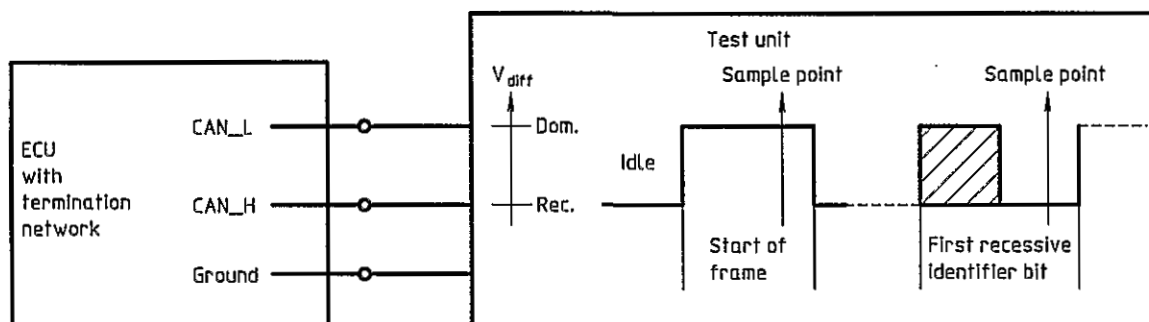 Test unit
V_diff
Sample point
Sample point
CAN_L
Dom.
ECU
with
termination
network
Idle
CAN_H
Rec.
Start of
frame
First recessive
identifier bit
Ground